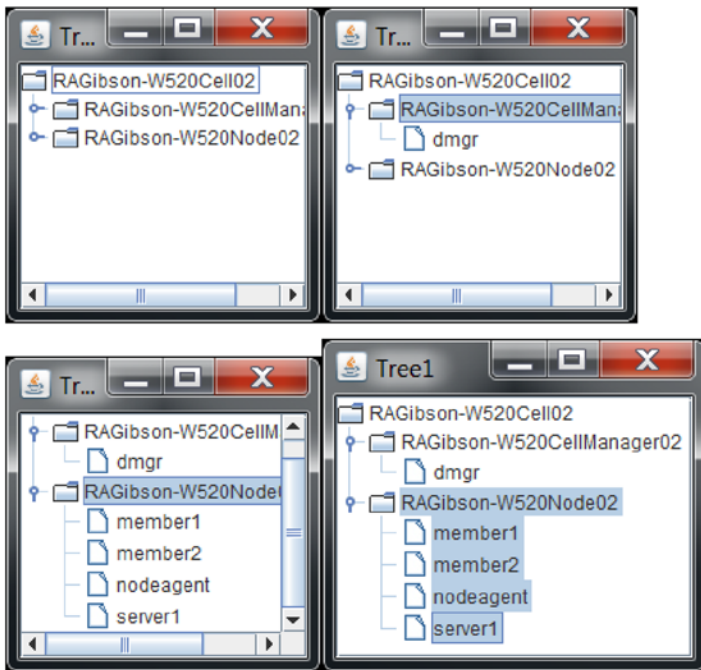 Tr...
RAGibson-W520Cell02
RAGibson-W520CellMana
RAGibson-W520Node02
Tr...
RAGibson-W520Cell02
RAGibson-W520CellMana
dmgr
RAGibson-W520Node02
Tr...
RAGibson-W520CellM
dmgr
RAGibson-W520Node0
member1
member2
nodeagent
server1
Tree1
RAGibson-W520Cell02
RAGibson-W520CellManager02
dmgr
RAGibson-W520Node02
member1
member2
nodeagent
server1